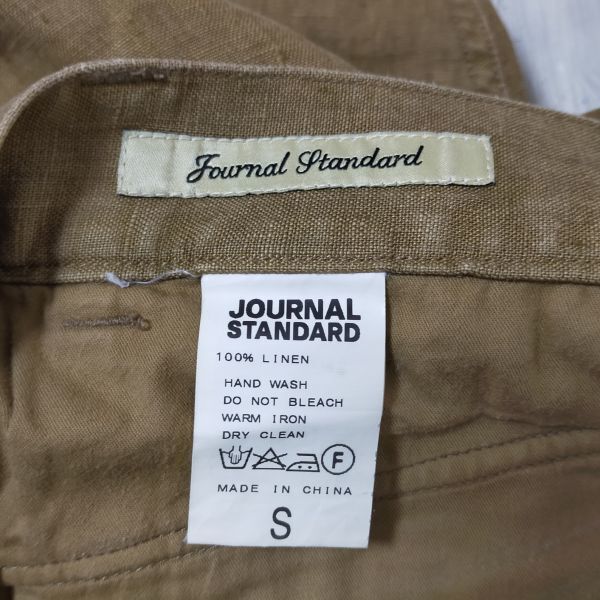 Journal Standard
JOURNAL
STANDARD
100% LINEN
HAND WASH
DO NOT BLEACH
WARM IRON
DRY CLEAN
F
MADE IN CHINA
S